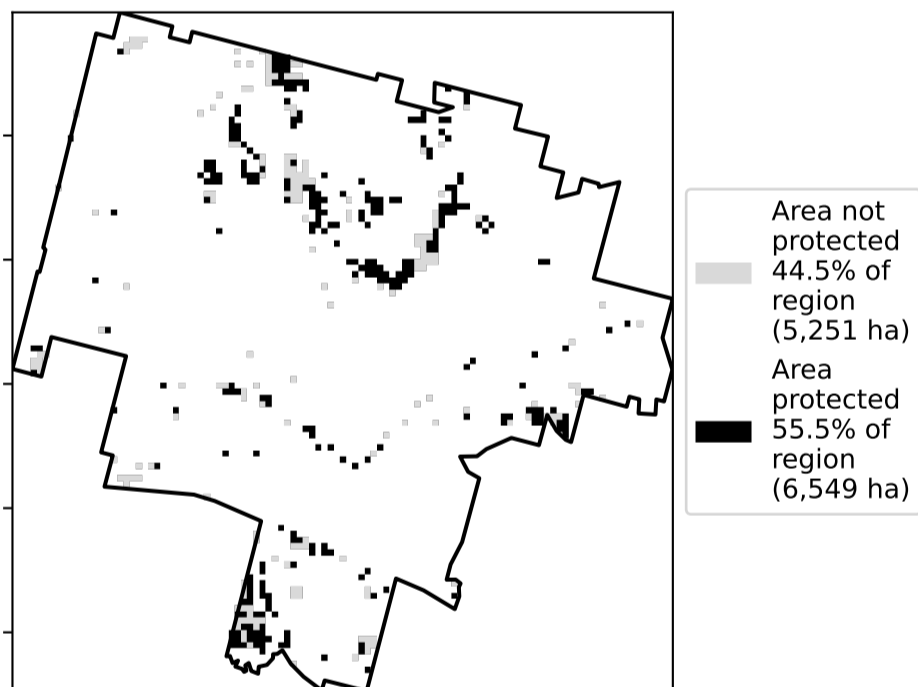 Area not
protected
44.5% of
region
(5,251 ha)
Area
protected
55.5% of
region
(6,549 ha)